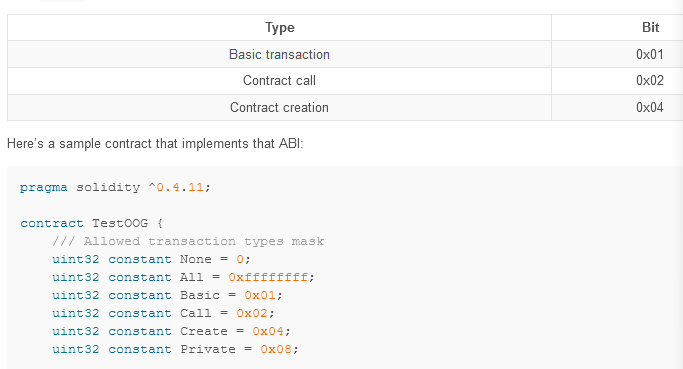 Type Bit
Basic transaction 0x01
Contract call 0x02
Contract creation 0x04
Here's a sample contract that implements that ABI:
pragma solidity ^0.4.11;
contract TestOOG {
/// Allowed transaction types mask
uint32 constant None = 0;
uint32 constant All = 0xffffffff;
uint32 constant Basic = 0x01;
uint32 constant Call = 0x02;
uint32 constant Create = 0x04;
uint32 constant Private = 0x08;